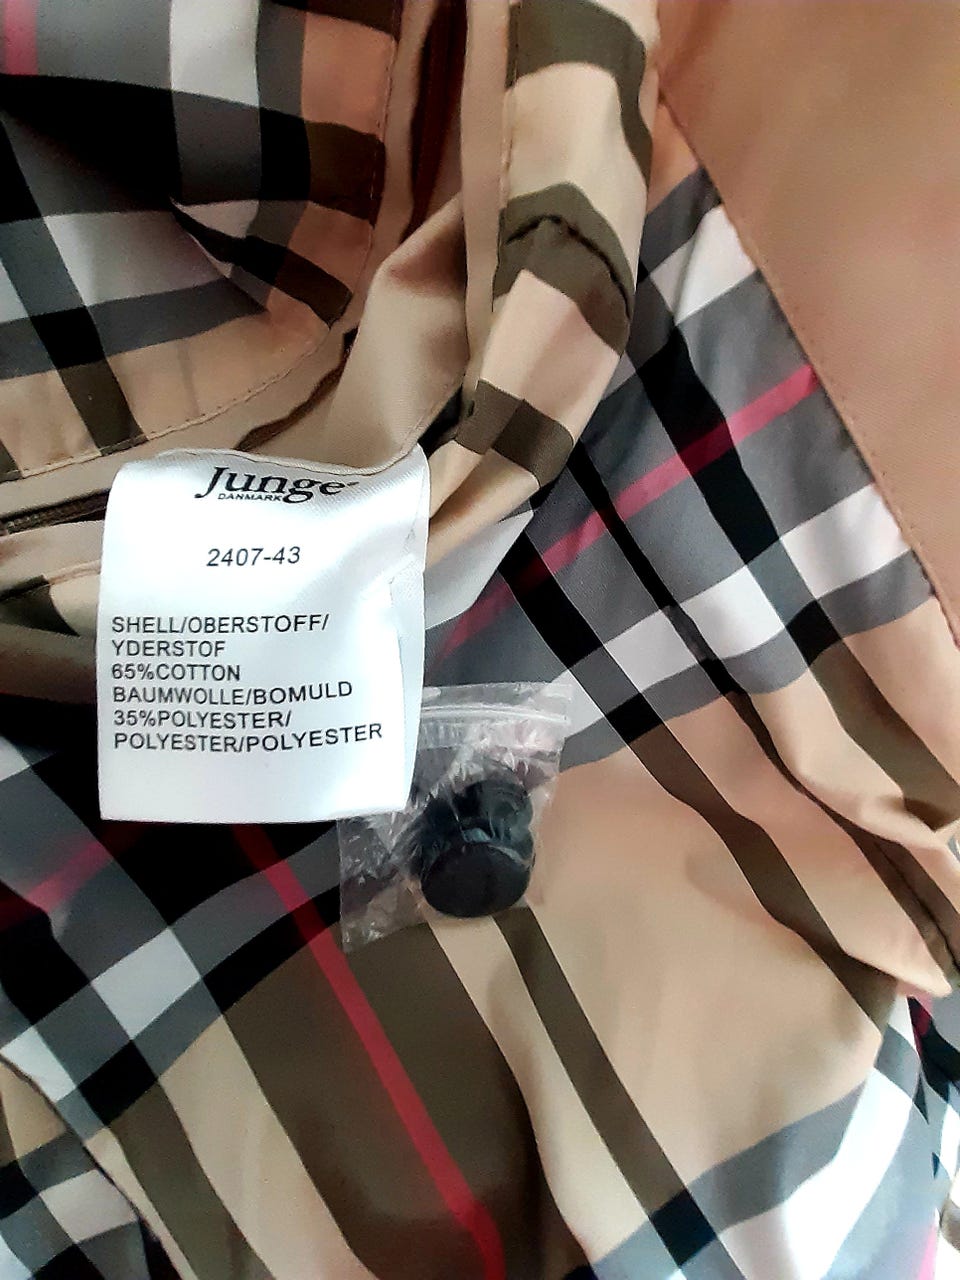 Junge
DANMARK
2407-43
SHELL/OBERSTOFF/
YDERSTOF
65%COTTON
BAUMWOLLE/BOMULD
35%POLYESTER/
POLYESTER/POLYESTER